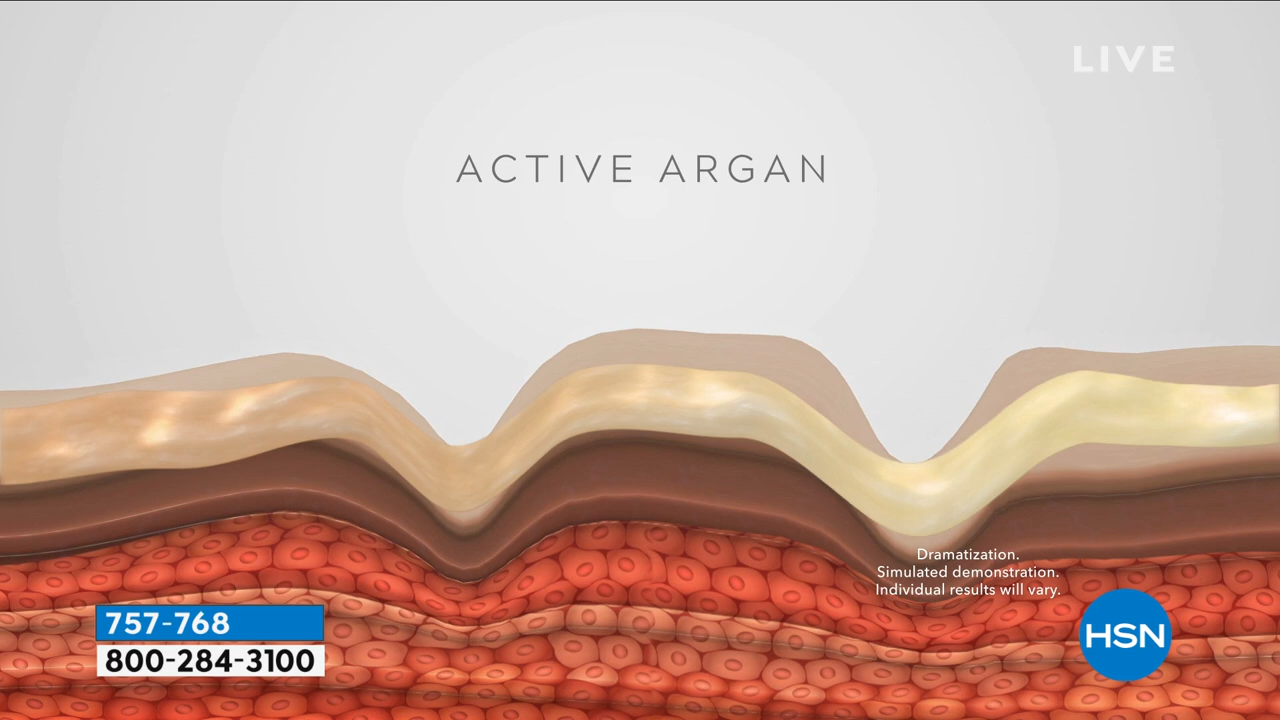 LIVE
ACTIVE ARGAN
Dramatization.
Simulated demonstration.
Individual results will vary.
757-768
800-284-3100
HSN